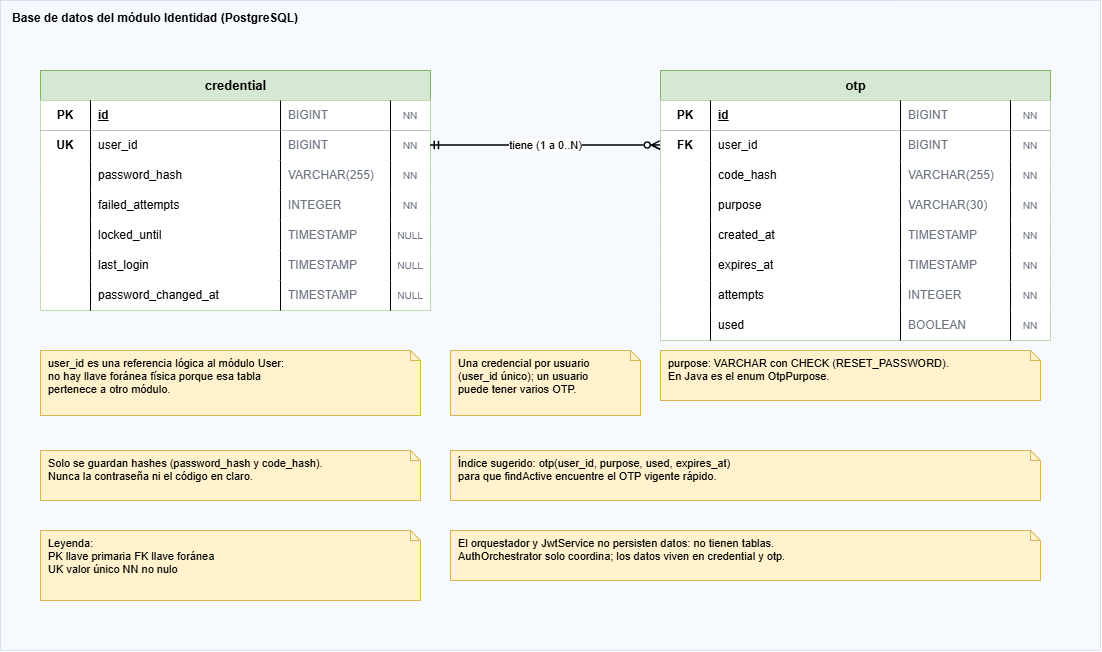 Base de datos del módulo Identidad (PostgreSQL)
credential
PK id BIGINT NN
UK user_id BIGINT NN
password_hash VARCHAR(255) NN
failed_attempts INTEGER NN
locked_until TIMESTAMP NULL
last_login TIMESTAMP NULL
password_changed_at TIMESTAMP NULL
tiene (1 a 0..N)
otp
PK id BIGINT NN
FK user_id BIGINT NN
code_hash VARCHAR(255) NN
purpose VARCHAR(30) NN
created_at TIMESTAMP NN
expires_at TIMESTAMP NN
attempts INTEGER NN
used BOOLEAN NN
user_id es una referencia lógica al módulo User:
no hay llave foránea física porque esa tabla
pertenece a otro módulo.
Una credencial por usuario
(user_id único); un usuario
puede tener varios OTP.
purpose: VARCHAR con CHECK (RESET_PASSWORD).
En Java es el enum OtpPurpose.
Solo se guardan hashes (password_hash y code_hash).
Nunca la contraseña ni el código en claro.
Índice sugerido: otp(user_id, purpose, used, expires_at)
para que findActive encuentre el OTP vigente rápido.
Leyenda:
PK llave primaria FK llave foránea
UK valor único NN no nulo
El orquestador y JwtService no persisten datos: no tienen tablas.
AuthOrchestrator solo coordina; los datos viven en credential y otp.